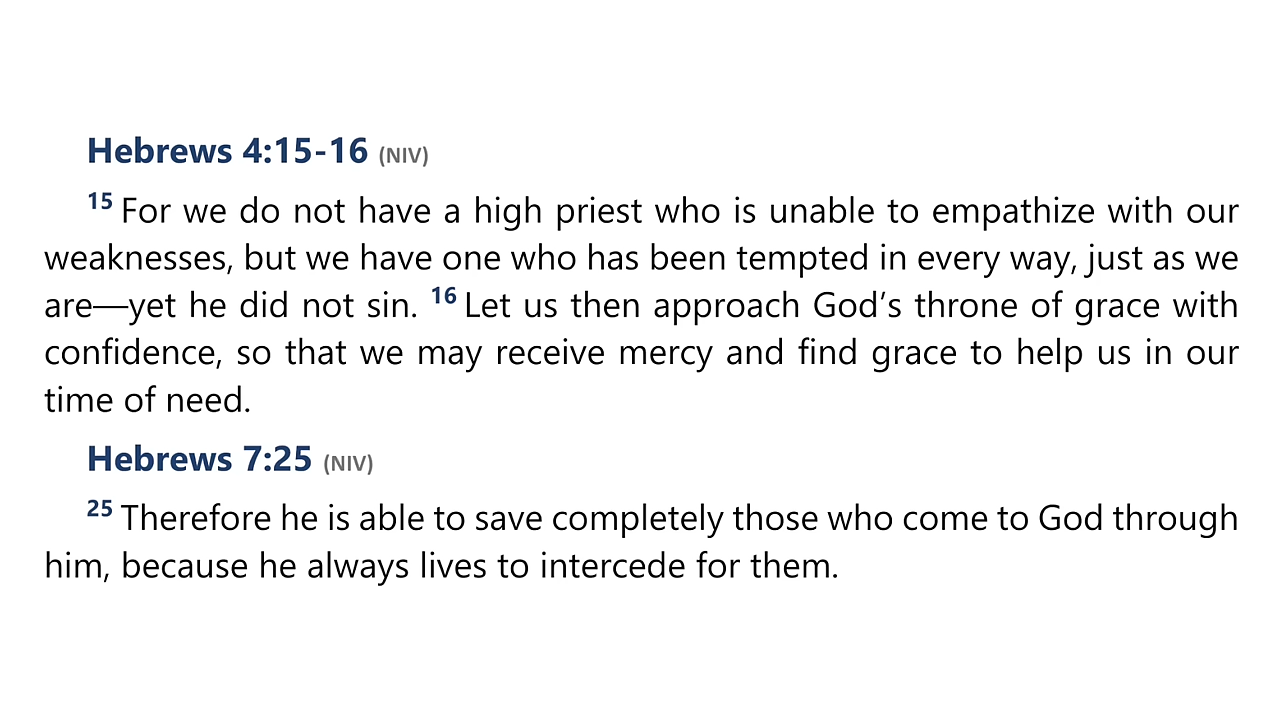 Hebrews 4:15-16 (NIV)
15 For we do not have a high priest who is unable to empathize with our
weaknesses, but we have one who has been tempted in every way, just as we
are—yet he did not sin. 16 Let us then approach God’s throne of grace with
confidence, so that we may receive mercy and find grace to help us in our
time of need.
Hebrews 7:25 (NIV)
25 Therefore he is able to save completely those who come to God through
him, because he always lives to intercede for them.